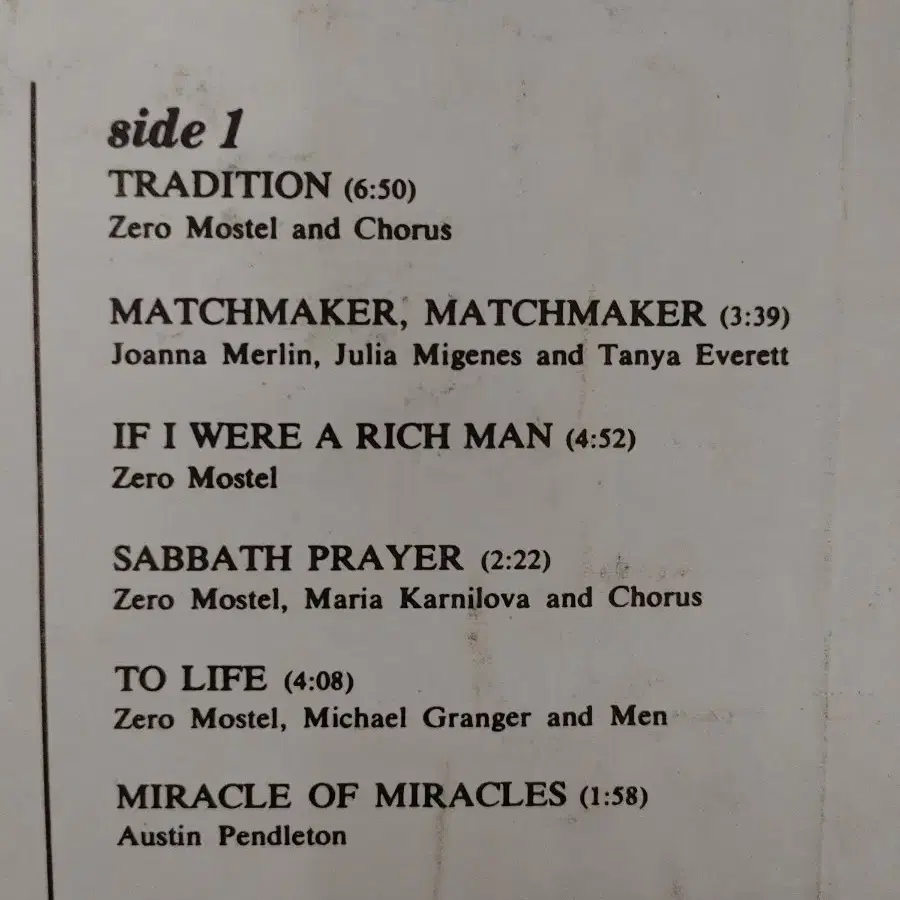 side 1
TRADITION (6:50)
Zero Mostel and Chorus
MATCHMAKER, MATCHMAKER (3:39)
Joanna Merlin, Julia Migenes and Tanya Everett
IF I WERE A RICH MAN (4:52)
Zero Mostel
SABBATH PRAYER (2:22)
Zero Mostel, Maria Karnilova and Chorus
TO LIFE (4:08)
Zero Mostel, Michael Granger and Men
MIRACLE OF MIRACLES (1:58)
Austin Pendleton